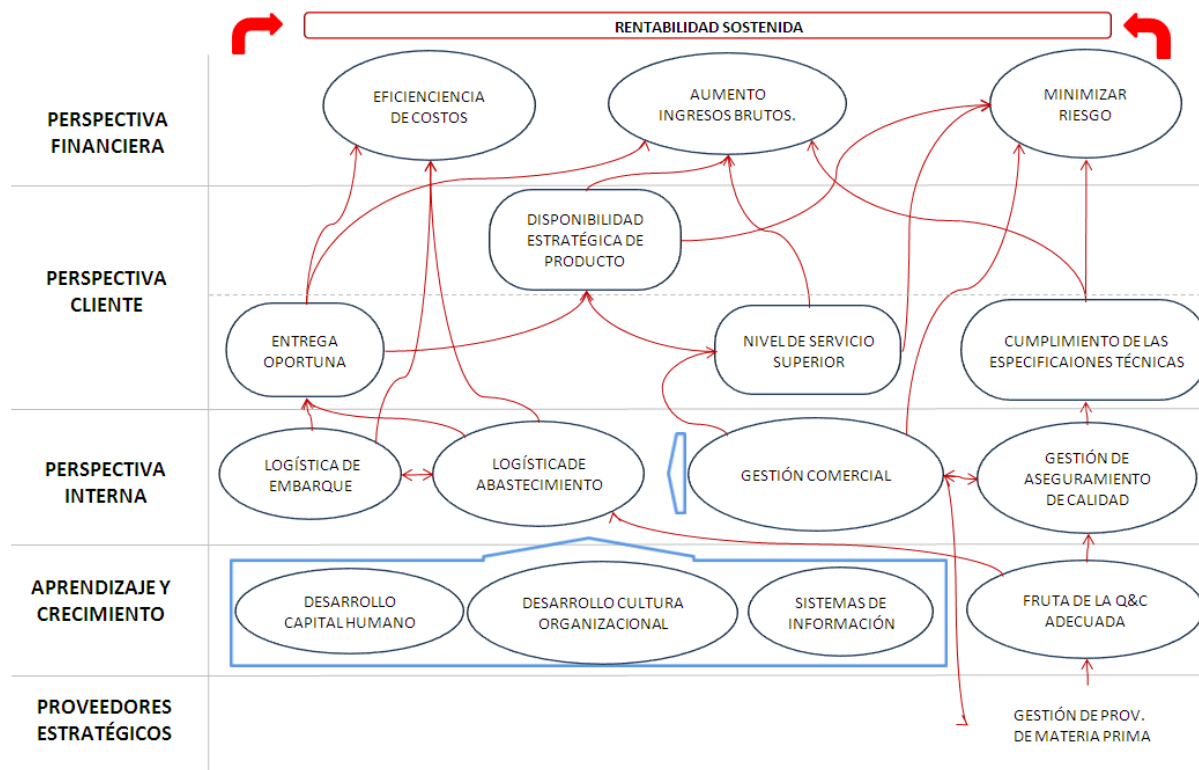 RENTABILIDAD SOSTENIDA
PERSPECTIVA
FINANCIERA
EFICIENCIENCIA
DE COSTOS
AUMENTO
INGRESOS BRUTOS.
MINIMIZAR
RIESGO
PERSPECTIVA
CLIENTE
DISPONIBILIDAD
ESTRATÉGICA DE
PRODUCTO
ENTREGA
OPORTUNA
NIVEL DE SERVICIO
SUPERIOR
CUMPLIMIENTO DE LAS
ESPECIFICAIONES TÉCNICAS
PERSPECTIVA
INTERNA
LOGÍSTICA DE
EMBARQUE
LOGÍSTICADE
ABASTECIMIENTO
GESTIÓN COMERCIAL
GESTIÓN DE
ASEGURAMIENTO
DE CALIDAD
APRENDIZAJE Y
CRECIMIENTO
DESARROLLO
CAPITAL HUMANO
DESARROLLO CULTURA
ORGANIZACIONAL
SISTEMAS DE
INFORMACIÓN
FRUTA DE LA Q&C
ADECUADA
PROVEEDORES
ESTRATÉGICOS
GESTIÓN DE PROV.
DE MATERIA PRIMA